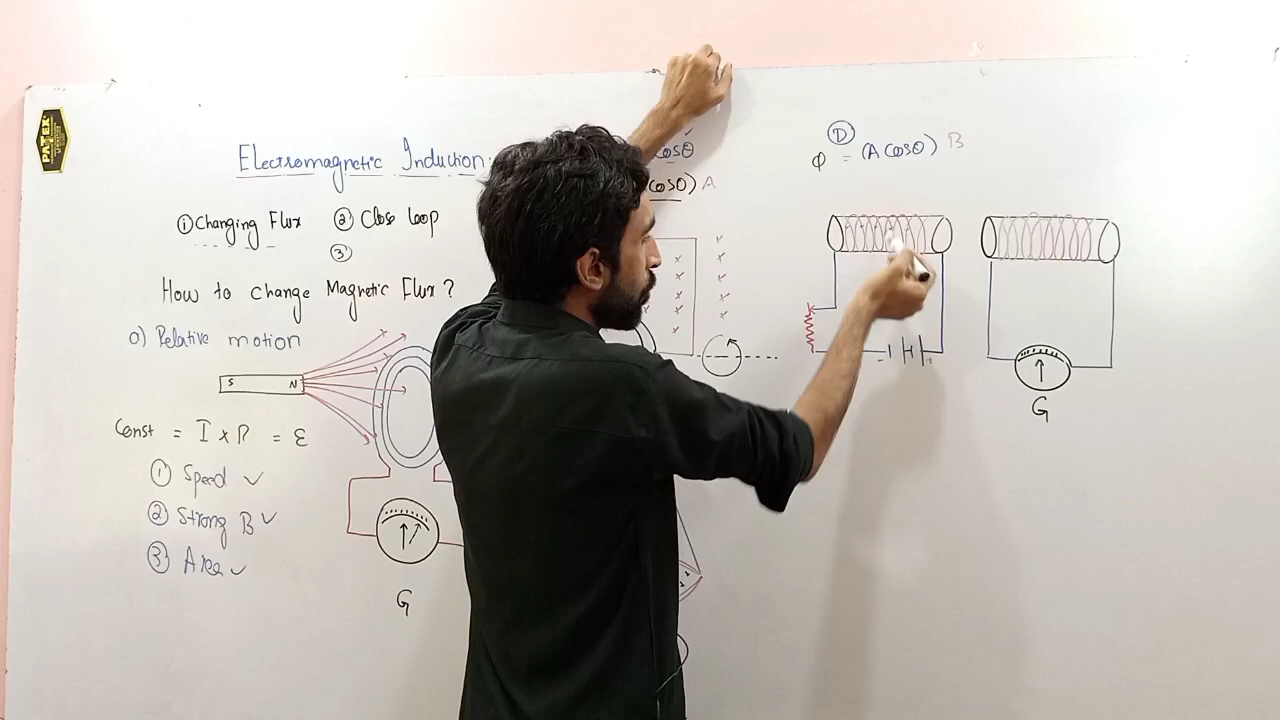 PATEX
Electromagnetic Induction:
① Changing Flux ② Close loop
③
How to change Magnetic Flux?
a) Relative motion
S N
Const = I x R = ε
① Speed ✓
② Strong B ✓
③ Area ✓
G
Cosθ
Cosθ) A
D
φ = (A Cosθ) B
- +
G